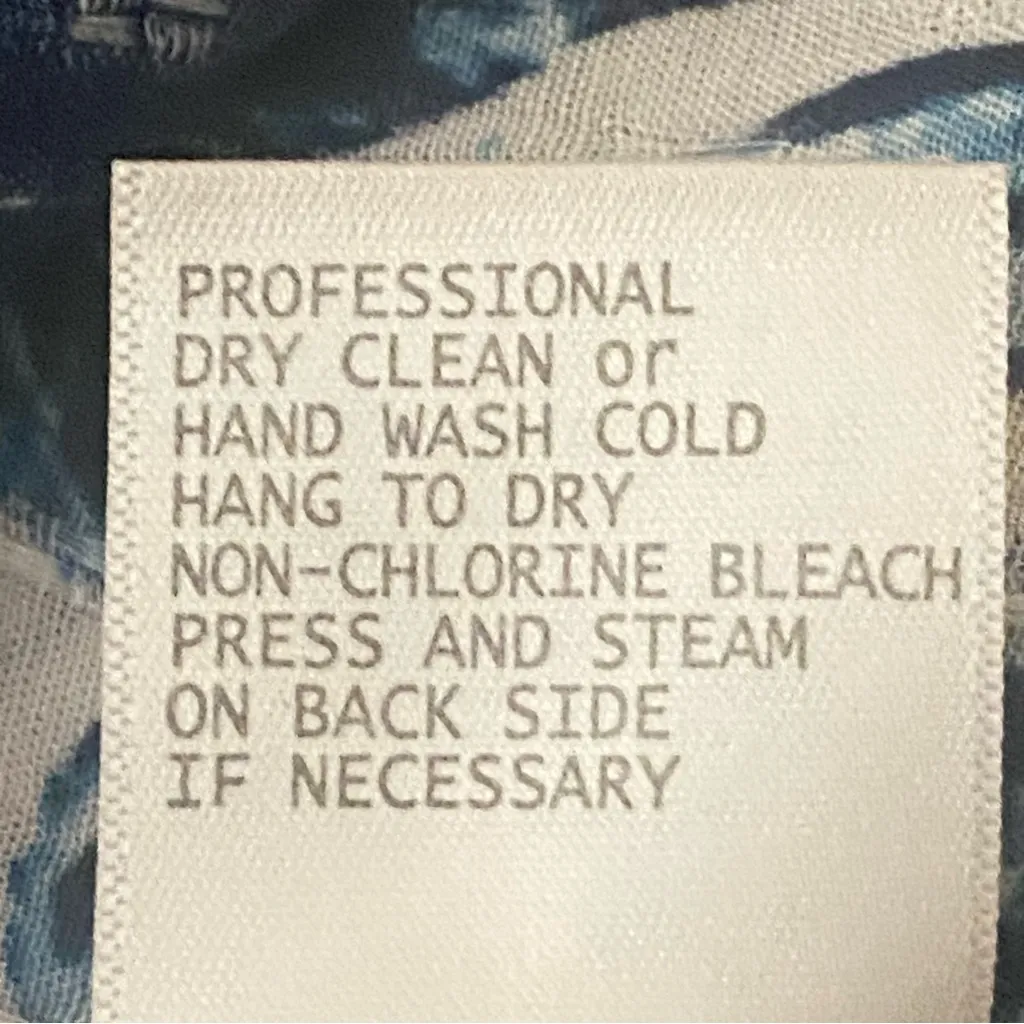 PROFESSIONAL
DRY CLEAN or
HAND WASH COLD
HANG TO DRY
NON-CHLORINE BLEACH
PRESS AND STEAM
ON BACK SIDE
IF NECESSARY